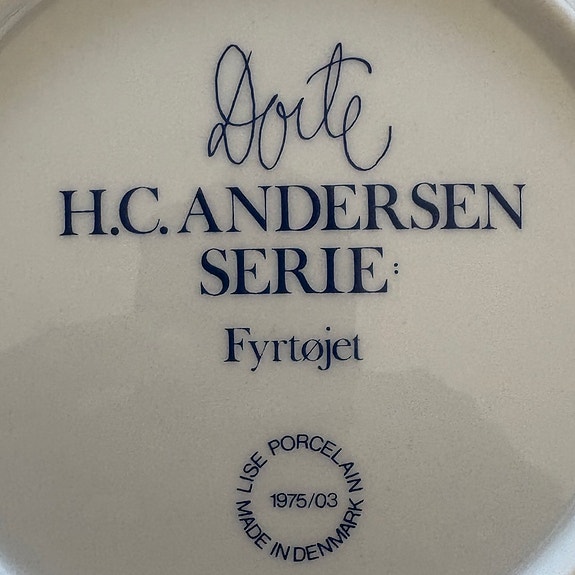 Dorte
H.C. ANDERSEN
SERIE:
Fyrtøjet
LISE PORCELAIN
1975/03
MADE IN DENMARK